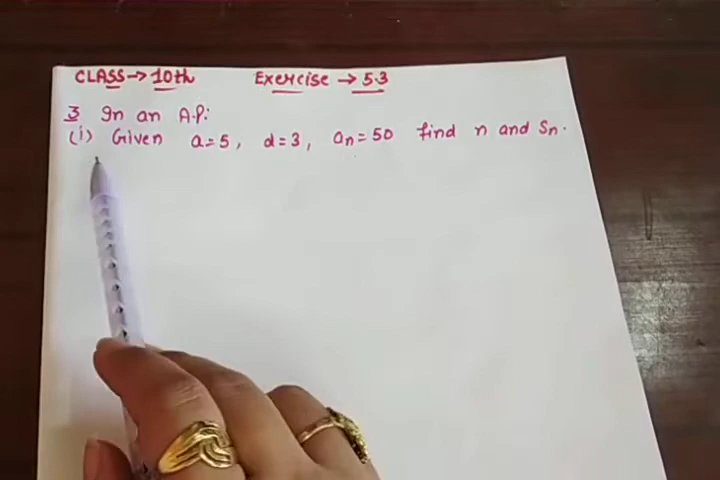 CLASS→10th Exercise → 5.3
3 In an A.P:
(i) Given a=5, d=3, an=50 find n and Sn.